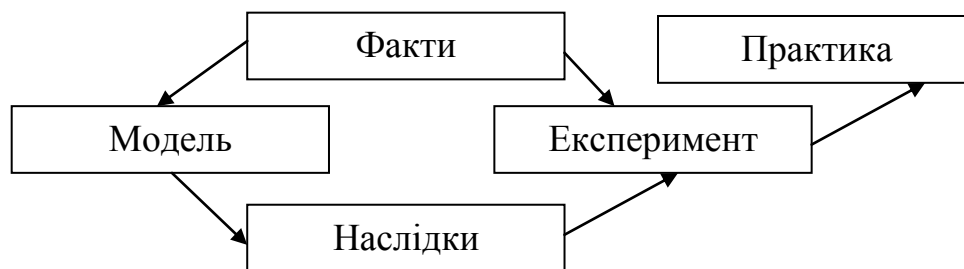 Факти
Практика
Модель
Експеримент
Наслідки